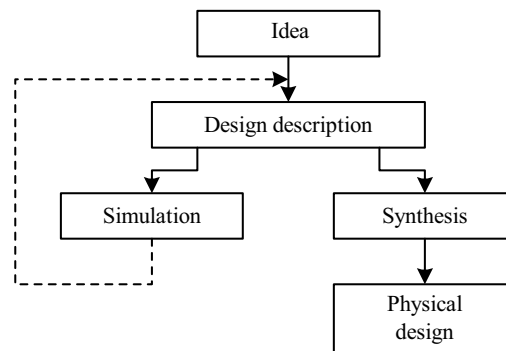 Idea
Design description
Simulation
Synthesis
Physical
design